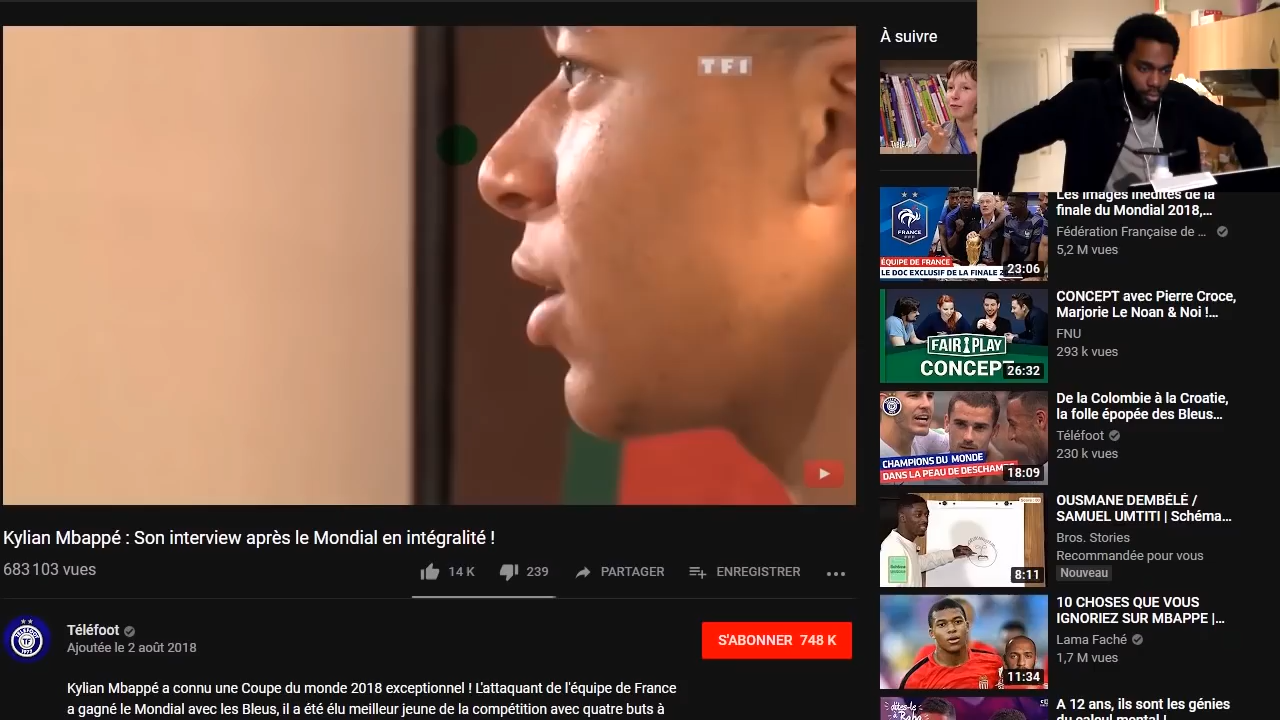 TF1
Kylian Mbappé : Son interview après le Mondial en intégralité !
683 103 vues
14 K
239
PARTAGER
ENREGISTRER
Téléfoot
Ajoutée le 2 août 2018
S'ABONNER 748 K
Kylian Mbappé a connu une Coupe du monde 2018 exceptionnel ! L'attaquant de l'équipe de France
a gagné le Mondial avec les Bleus, il a été élu meilleur jeune de la compétition avec quatre buts à
À suivre
FRANCE
ÉQUIPE DE FRANCE
LE DOC EXCLUSIF DE LA FINALE 2
23:06
Les images inédites de la
finale du Mondial 2018,...
Fédération Française de ...
5,2 M vues
FAIR PLAY
CONCEPT
26:32
CONCEPT avec Pierre Croce,
Marjorie Le Noan & Noi !...
FNU
293 k vues
CHAMPIONS DU MONDE
DANS LA PEAU DE DESCHAMPS
18:09
De la Colombie à la Croatie,
la folle épopée des Bleus...
Téléfoot
230 k vues
8:11
OUSMANE DEMBÉLÉ /
SAMUEL UMTITI | Schéma...
Bros. Stories
Recommandée pour vous
Nouveau
11:34
10 CHOSES QUE VOUS
IGNORIEZ SUR MBAPPE |...
Lama Faché
1,7 M vues
A 12 ans, ils sont les génies
du calcul mental !